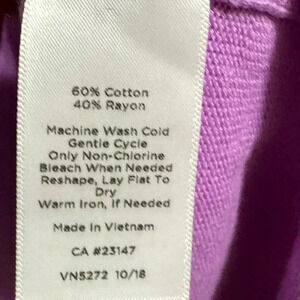 60% Cotton
40% Rayon
Machine Wash Cold
Gentle Cycle
Only Non-Chlorine
Bleach When Needed
Reshape, Lay Flat To
Dry
Warm Iron, if Needed
Made In Vietnam
CA #23147
VN5272 10/18